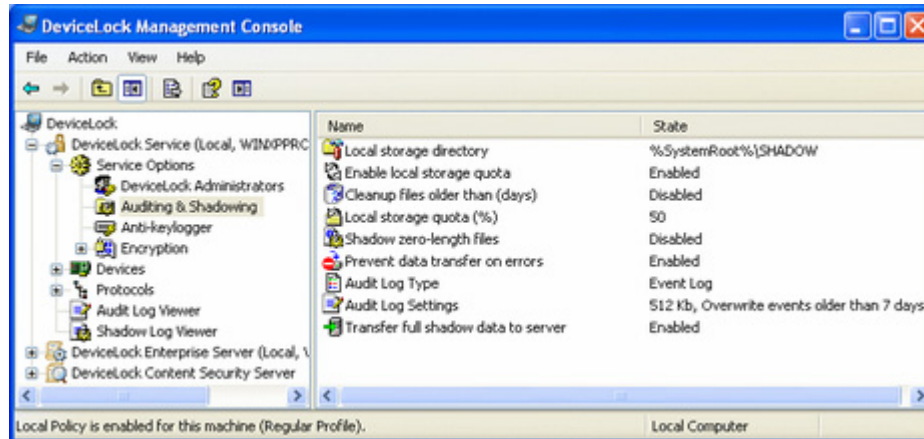 DeviceLock Management Console
File Action View Help
DeviceLock
DeviceLock Service (Local, WINXPPRC
Service Options
DeviceLock Administrators
Auditing & Shadowing
Anti-keylogger
Encryption
Devices
Protocols
Audit Log Viewer
Shadow Log Viewer
DeviceLock Enterprise Server (Local, \
DeviceLock Content Security Server
Name State
Local storage directory %SystemRoot%\SHADOW
Enable local storage quota Enabled
Cleanup files older than (days) Disabled
Local storage quota (%) 50
Shadow zero-length files Disabled
Prevent data transfer on errors Enabled
Audit Log Type Event Log
Audit Log Settings 512 Kb, Overwrite events older than 7 days
Transfer full shadow data to server Enabled
Local Policy is enabled for this machine (Regular Profile). Local Computer